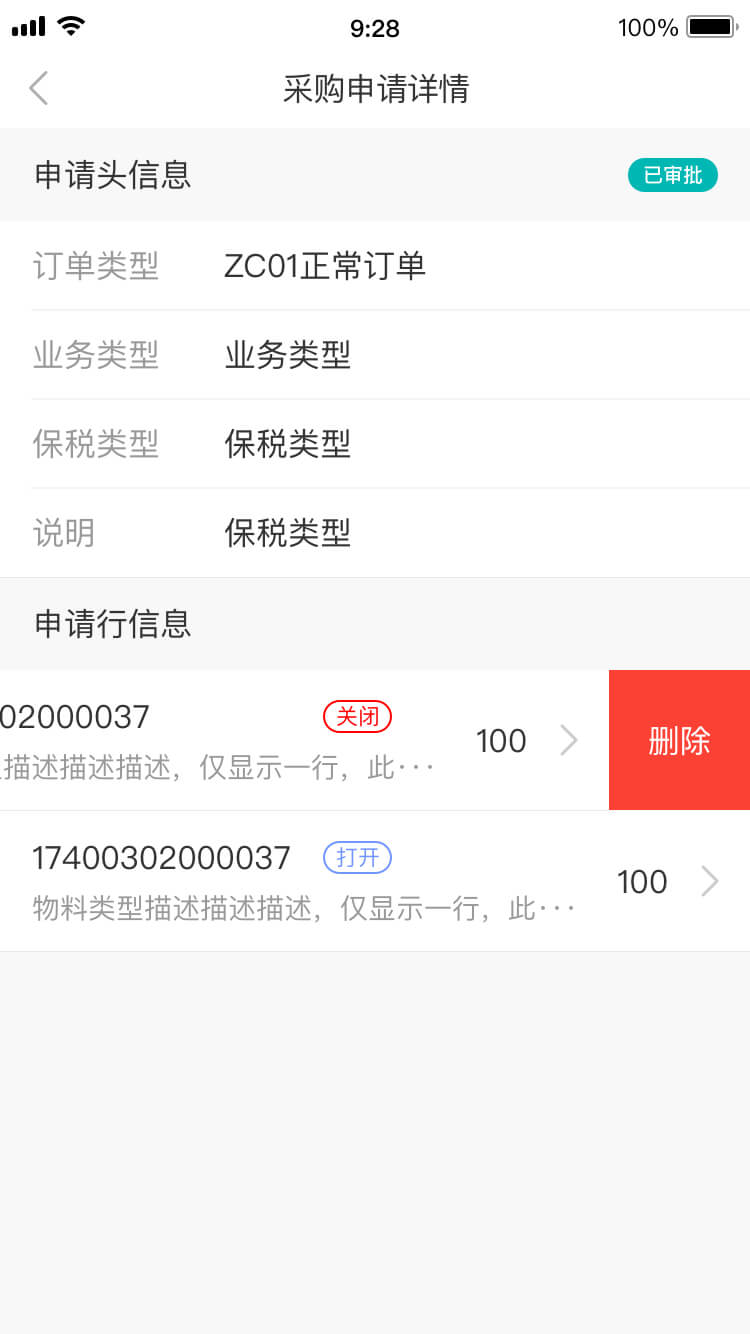 9:28
100%
采购申请详情
申请头信息
已审批
订单类型 ZC01正常订单
业务类型 业务类型
保税类型 保税类型
说明 保税类型
申请行信息
02000037 关闭
描述描述描述，仅显示一行，此···
100
删除
17400302000037 打开
物料类型描述描述描述，仅显示一行，此···
100